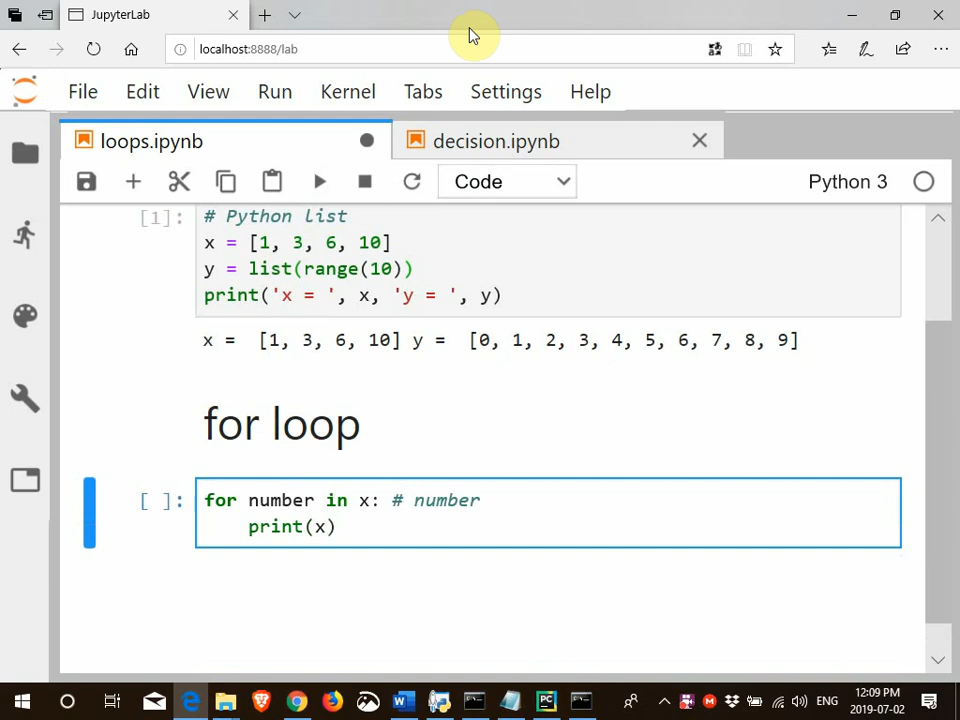 JupyterLab
localhost:8888/lab
File Edit View Run Kernel Tabs Settings Help
loops.ipynb decision.ipynb
Code Python 3
[1]: # Python list
x = [1, 3, 6, 10]
y = list(range(10))
print('x = ', x, 'y = ', y)
x =  [1, 3, 6, 10] y =  [0, 1, 2, 3, 4, 5, 6, 7, 8, 9]
for loop
[ ]: for number in x: # number
    print(x)
ENG 12:09 PM
2019-07-02